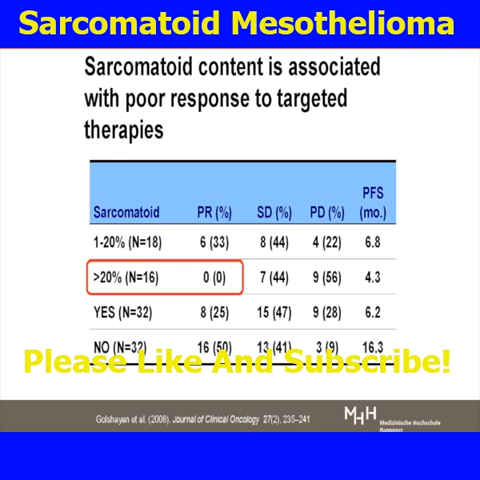 Sarcomatoid Mesothelioma
Sarcomatoid content is associated
with poor response to targeted
therapies
PFS
Sarcomatoid PR (%) SD (%) PD (%) (mo.)
1-20% (N=18) 6 (33) 8 (44) 4 (22) 6.8
>20% (N=16) 0 (0) 7 (44) 9 (56) 4.3
YES (N=32) 8 (25) 15 (47) 9 (28) 6.2
NO (N=32) 16 (50) 13 (41) 3 (9) 16.3
Please Like And Subscribe!
Golshayan et al. (2008). Journal of Clinical Oncology 27(2), 235–241
MHH
Medizinische Hochschule
Hannover